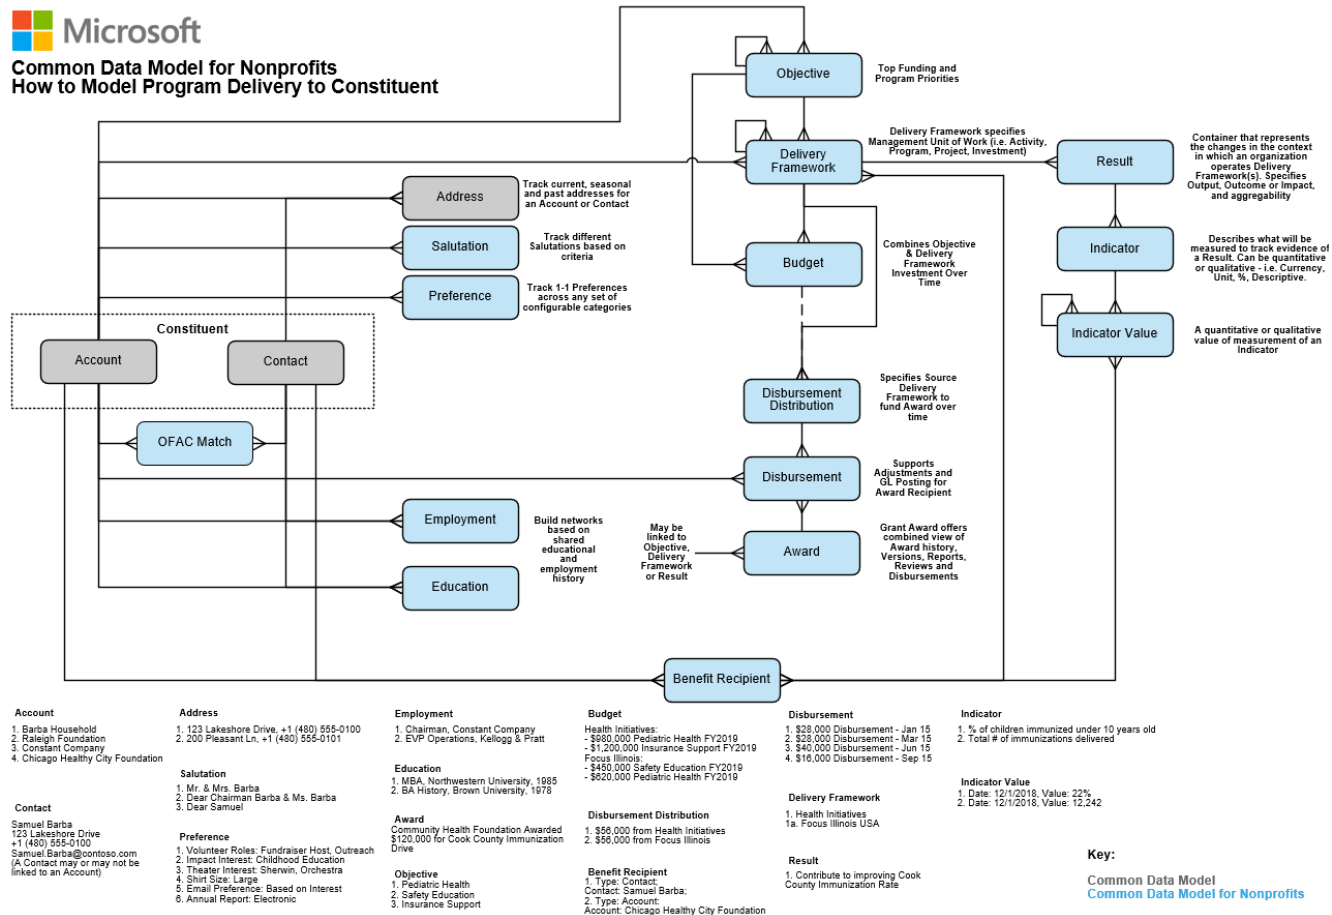 Microsoft
Common Data Model for Nonprofits
How to Model Program Delivery to Constituent
Objective
Top Funding and
Program Priorities
Delivery
Framework
Delivery Framework specifies
Management Unit of Work (i.e. Activity,
Program, Project, Investment)
Result
Container that represents
the changes in the context
in which an organization
operates Delivery
Framework(s). Specifies
Output, Outcome or Impact,
and aggregability
Address
Track current, seasonal
and past addresses for
an Account or Contact
Salutation
Track different
Salutations based on
criteria
Budget
Combines Objective
& Delivery
Framework
Investment Over
Time
Indicator
Describes what will be
measured to track evidence of
a Result. Can be quantitative
or qualitative - i.e. Currency,
Unit, %, Descriptive.
Preference
Track 1-1 Preferences
across any set of
configurable categories
Constituent
Account
Contact
Indicator Value
A quantitative or qualitative
value of measurement of an
Indicator
Disbursement
Distribution
Specifies Source
Delivery
Framework to
fund Award over
time
OFAC Match
Disbursement
Supports
Adjustments and
GL Posting for
Award Recipient
Employment
Build networks
based on
shared
educational
and
employment
history
Education
May be
linked to
Objective,
Delivery
Framework
or Result
Award
Grant Award offers
combined view of
Award history,
Versions, Reports,
Reviews and
Disbursements
Benefit Recipient
Account
1. Barba Household
2. Raleigh Foundation
3. Constant Company
4. Chicago Healthy City Foundation
Contact
Samuel Barba
123 Lakeshore Drive
+1 (480) 555-0100
Samuel.Barba@contoso.com
(A Contact may or may not be
linked to an Account)
Address
1. 123 Lakeshore Drive, +1 (480) 555-0100
2. 200 Pleasant Ln, +1 (480) 555-0101
Salutation
1. Mr. & Mrs. Barba
2. Dear Chairman Barba & Ms. Barba
3. Dear Samuel
Preference
1. Volunteer Roles: Fundraiser Host, Outreach
2. Impact Interest: Childhood Education
3. Theater Interest: Sherwin, Orchestra
4. Shirt Size: Large
5. Email Preference: Based on Interest
6. Annual Report: Electronic
Employment
1. Chairman, Constant Company
2. EVP Operations, Kellogg & Pratt
Education
1. MBA, Northwestern University, 1985
2. BA History, Brown University, 1978
Award
Community Health Foundation Awarded
$120,000 for Cook County Immunization
Drive
Objective
1. Pediatric Health
2. Safety Education
3. Insurance Support
Budget
Health Initiatives:
- $980,000 Pediatric Health FY2019
- $1,200,000 Insurance Support FY2019
Focus Illinois:
- $450,000 Safety Education FY2019
- $620,000 Pediatric Health FY2019
Disbursement Distribution
1. $56,000 from Health Initiatives
2. $56,000 from Focus Illinois
Benefit Recipient
1. Type: Contact;
Contact: Samuel Barba;
2. Type: Account:
Account: Chicago Healthy City Foundation
Disbursement
1. $28,000 Disbursement - Jan 15
2. $28,000 Disbursement - Mar 15
3. $40,000 Disbursement - Jun 15
4. $16,000 Disbursement - Sep 15
Delivery Framework
1. Health Initiatives
1a. Focus Illinois USA
Result
1. Contribute to improving Cook
County Immunization Rate
Indicator
1. % of children immunized under 10 years old
2. Total # of immunizations delivered
Indicator Value
1. Date: 12/1/2018, Value: 22%
2. Date: 12/1/2018, Value: 12,242
Key:
Common Data Model
Common Data Model for Nonprofits